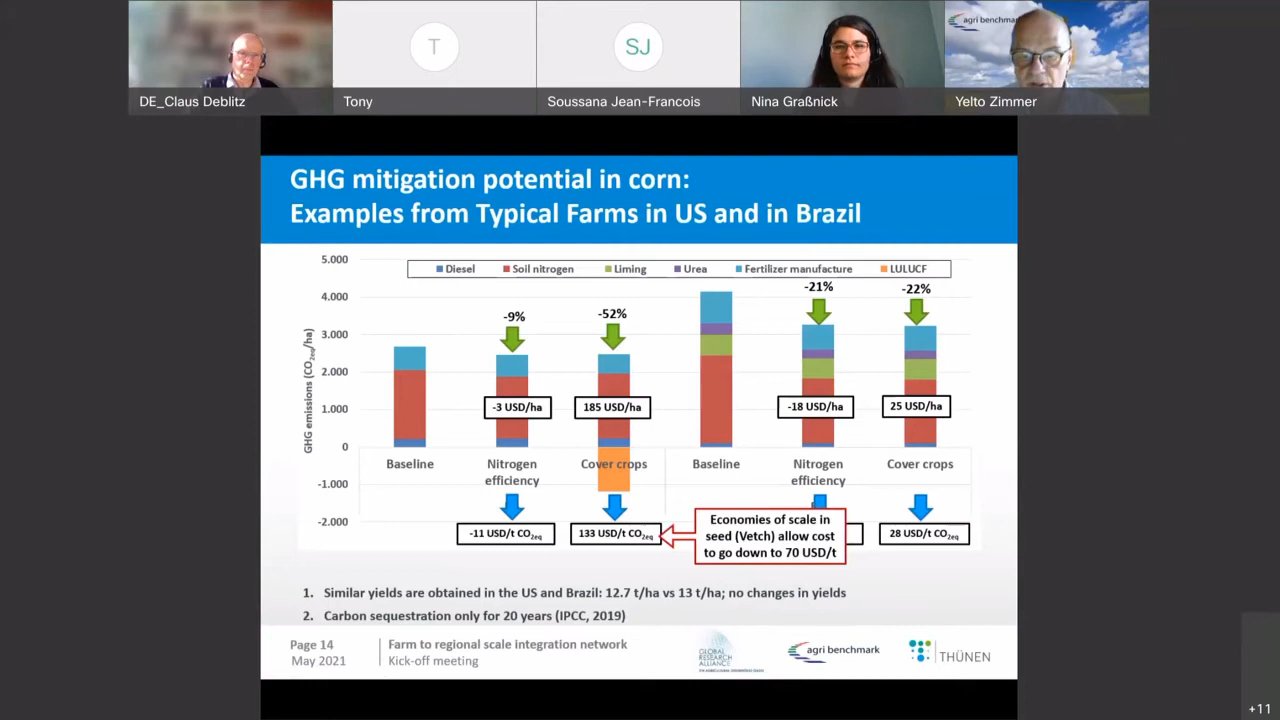 agri benchmark
T
SJ
DE_Claus Deblitz
Tony
Soussana Jean-Francois
Nina Graßnick
Yelto Zimmer
GHG mitigation potential in corn:
Examples from Typical Farms in US and in Brazil
Diesel
Soil nitrogen
Liming
Urea
Fertilizer manufacture
LULUCF
GHG emissions (CO2eq/ha)
5.000
4.000
3.000
2.000
1.000
0
-1.000
-2.000
-9%
-52%
-21%
-22%
-3 USD/ha
185 USD/ha
-18 USD/ha
25 USD/ha
Baseline
Nitrogen
efficiency
Cover crops
Baseline
Nitrogen
efficiency
Cover crops
-11 USD/t CO2eq
133 USD/t CO2eq
Economies of scale in
seed (Vetch) allow cost
to go down to 70 USD/t
28 USD/t CO2eq
1. Similar yields are obtained in the US and Brazil: 12.7 t/ha vs 13 t/ha; no changes in yields
2. Carbon sequestration only for 20 years (IPCC, 2019)
Page 14
May 2021
Farm to regional scale integration network
Kick-off meeting
GLOBAL
RESEARCH
ALLIANCE
agri benchmark
THÜNEN
+11